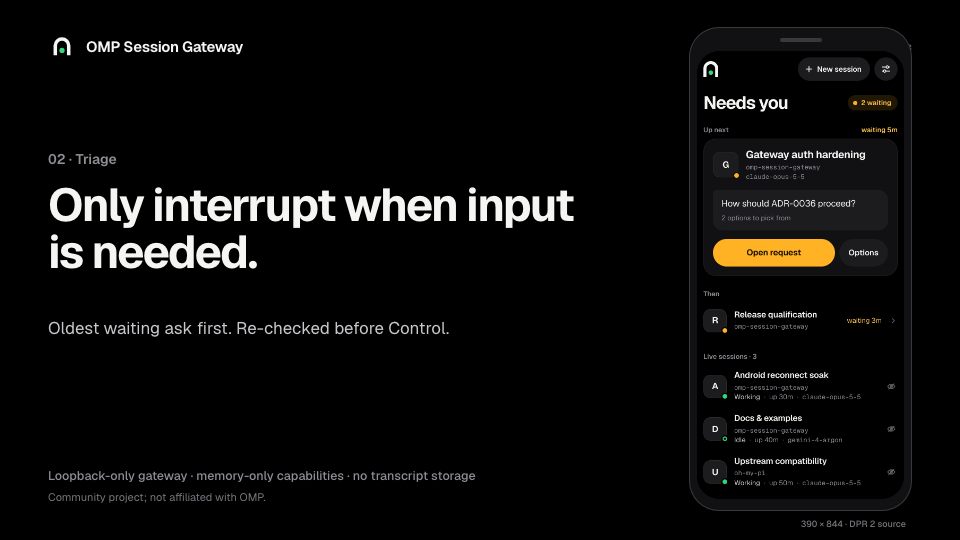 OMP Session Gateway
02 · Triage
Only interrupt when input
is needed.
Oldest waiting ask first. Re-checked before Control.
Loopback-only gateway · memory-only capabilities · no transcript storage
Community project; not affiliated with OMP.
+ New session
Needs you
2 waiting
Up next
waiting 5m
G
Gateway auth hardening
omp-session-gateway
claude-opus-5-5
How should ADR-0036 proceed?
2 options to pick from
Open request
Options
Then
R
Release qualification
omp-session-gateway
waiting 3m
Live sessions · 3
A
Android reconnect soak
omp-session-gateway
Working · up 30m · claude-opus-5-5
D
Docs & examples
omp-session-gateway
Idle · up 40m · gemini-4-argon
U
Upstream compatibility
oh-my-pi
Working · up 50m · claude-opus-5-5
390 × 844 · DPR 2 source